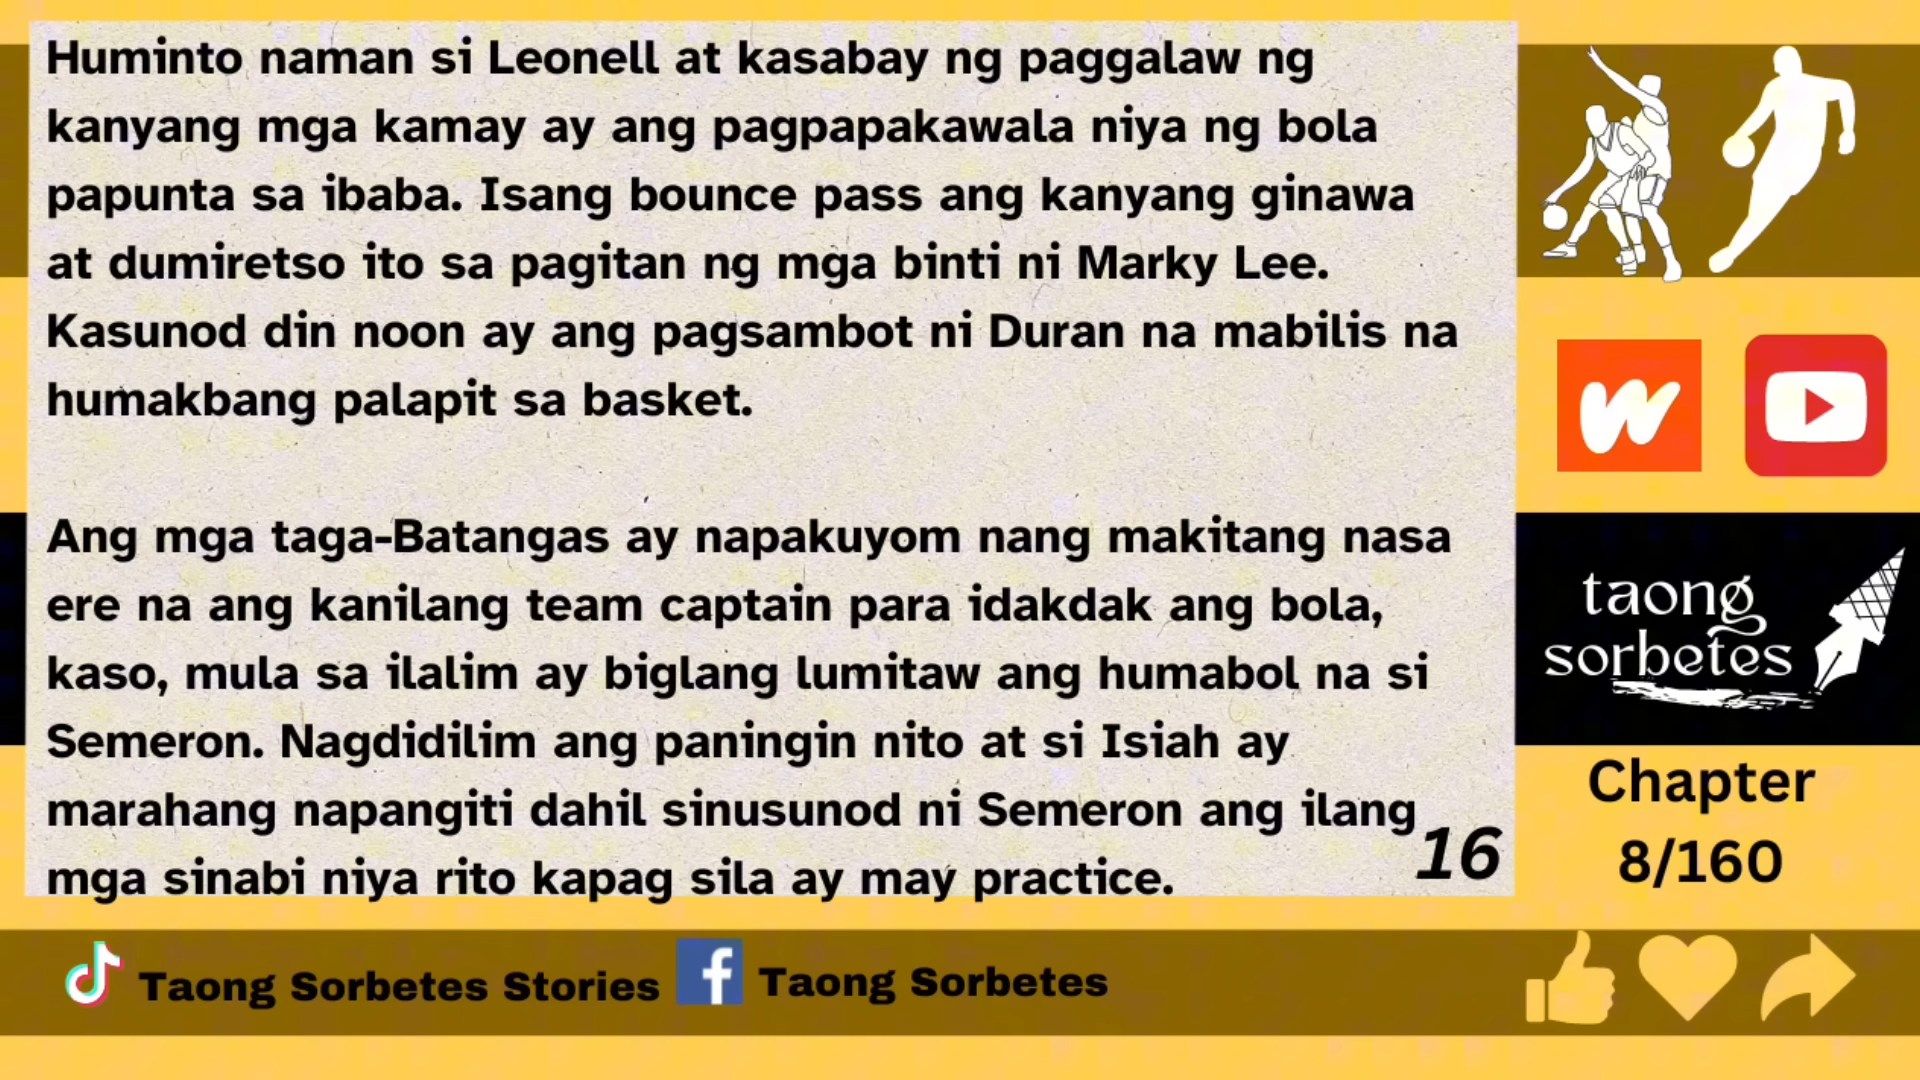 Huminto naman si Leonell at kasabay ng paggalaw ng
kanyang mga kamay ay ang pagpapakawala niya ng bola
papunta sa ibaba. Isang bounce pass ang kanyang ginawa
at dumiretso ito sa pagitan ng mga binti ni Marky Lee.
Kasunod din noon ay ang pagsambot ni Duran na mabilis na
humakbang palapit sa basket.
Ang mga taga-Batangas ay napakuyom nang makitang nasa
ere na ang kanilang team captain para idakdak ang bola,
kaso, mula sa ilalim ay biglang lumitaw ang humabol na si
Semeron. Nagdidilim ang paningin nito at si Isiah ay
marahang napangiti dahil sinusunod ni Semeron ang ilang
mga sinabi niya rito kapag sila ay may practice.
16
taong
sorbetes
Chapter
8/160
Taong Sorbetes Stories
Taong Sorbetes